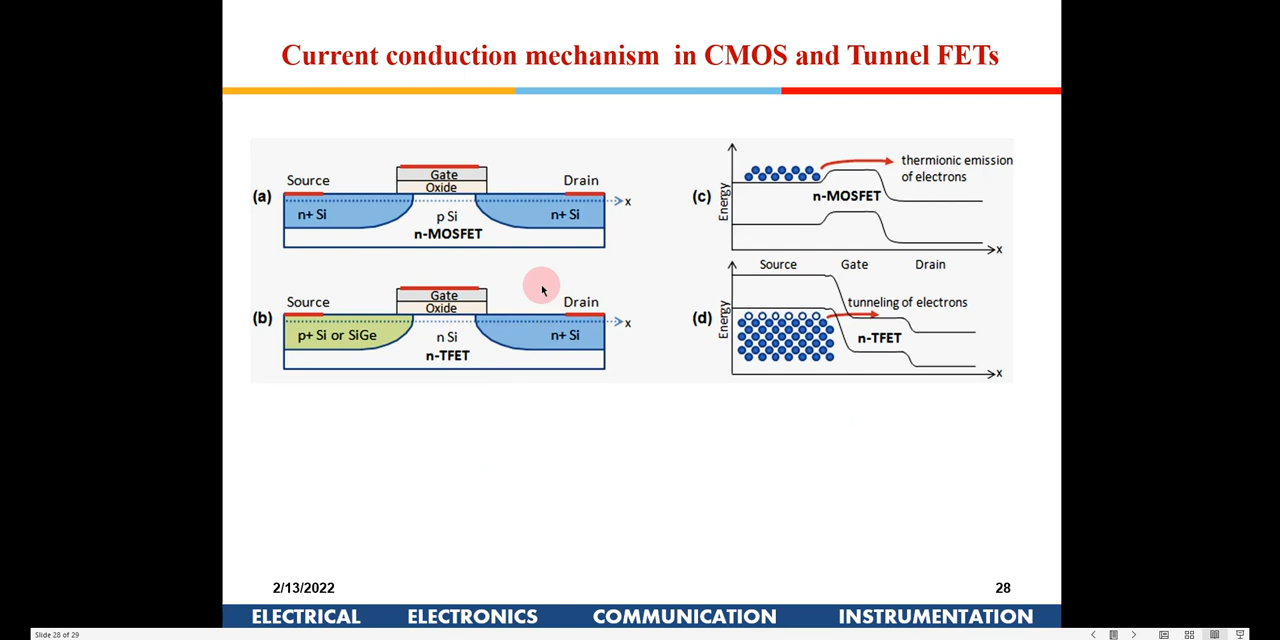 Current conduction mechanism in CMOS and Tunnel FETs
(a)
Source
Gate
Oxide
Drain
n+ Si
p Si
n+ Si
n-MOSFET
x
(b)
Source
Gate
Oxide
Drain
p+ Si or SiGe
n Si
n+ Si
n-TFET
x
(c)
Energy
thermionic emission
of electrons
n-MOSFET
x
Source
Gate
Drain
(d)
Energy
tunneling of electrons
n-TFET
x
2/13/2022
28
ELECTRICAL ELECTRONICS COMMUNICATION INSTRUMENTATION
Slide 28 of 29